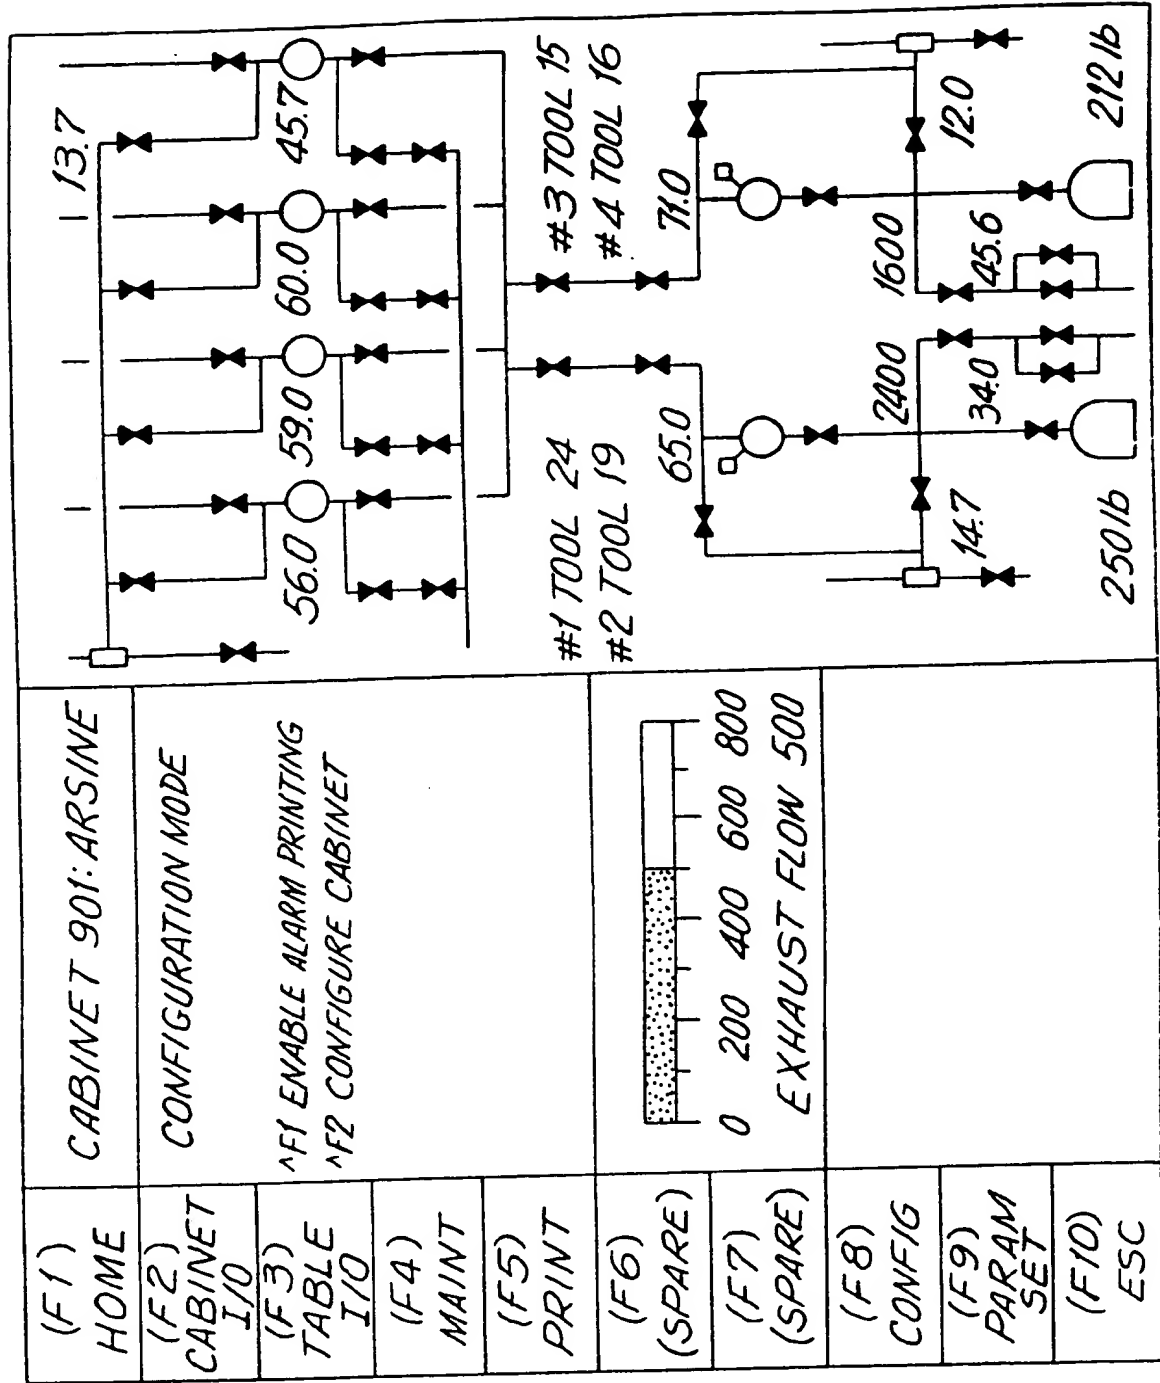 (F1)
HOME
(F2)
CABINET
I/O
(F3)
TABLE
I/O
(F4)
MAINT
(F5)
PRINT
(F6)
(SPARE)
(F7)
(SPARE)
(F8)
CONFIG
(F9)
PARAM
SET
(F10)
ESC
CABINET 901: ARSINE
CONFIGURATION MODE
^F1 ENABLE ALARM PRINTING
^F2 CONFIGURE CABINET
0 200 400 600 800
EXHAUST FLOW 500
13.7
56.0 59.0 60.0 45.7
#1 TOOL 24 #3 TOOL 15
#2 TOOL 19 #4 TOOL 16
65.0 71.0
2400 1600
14.7 34.0 45.6 12.0
250 lb 212 lb